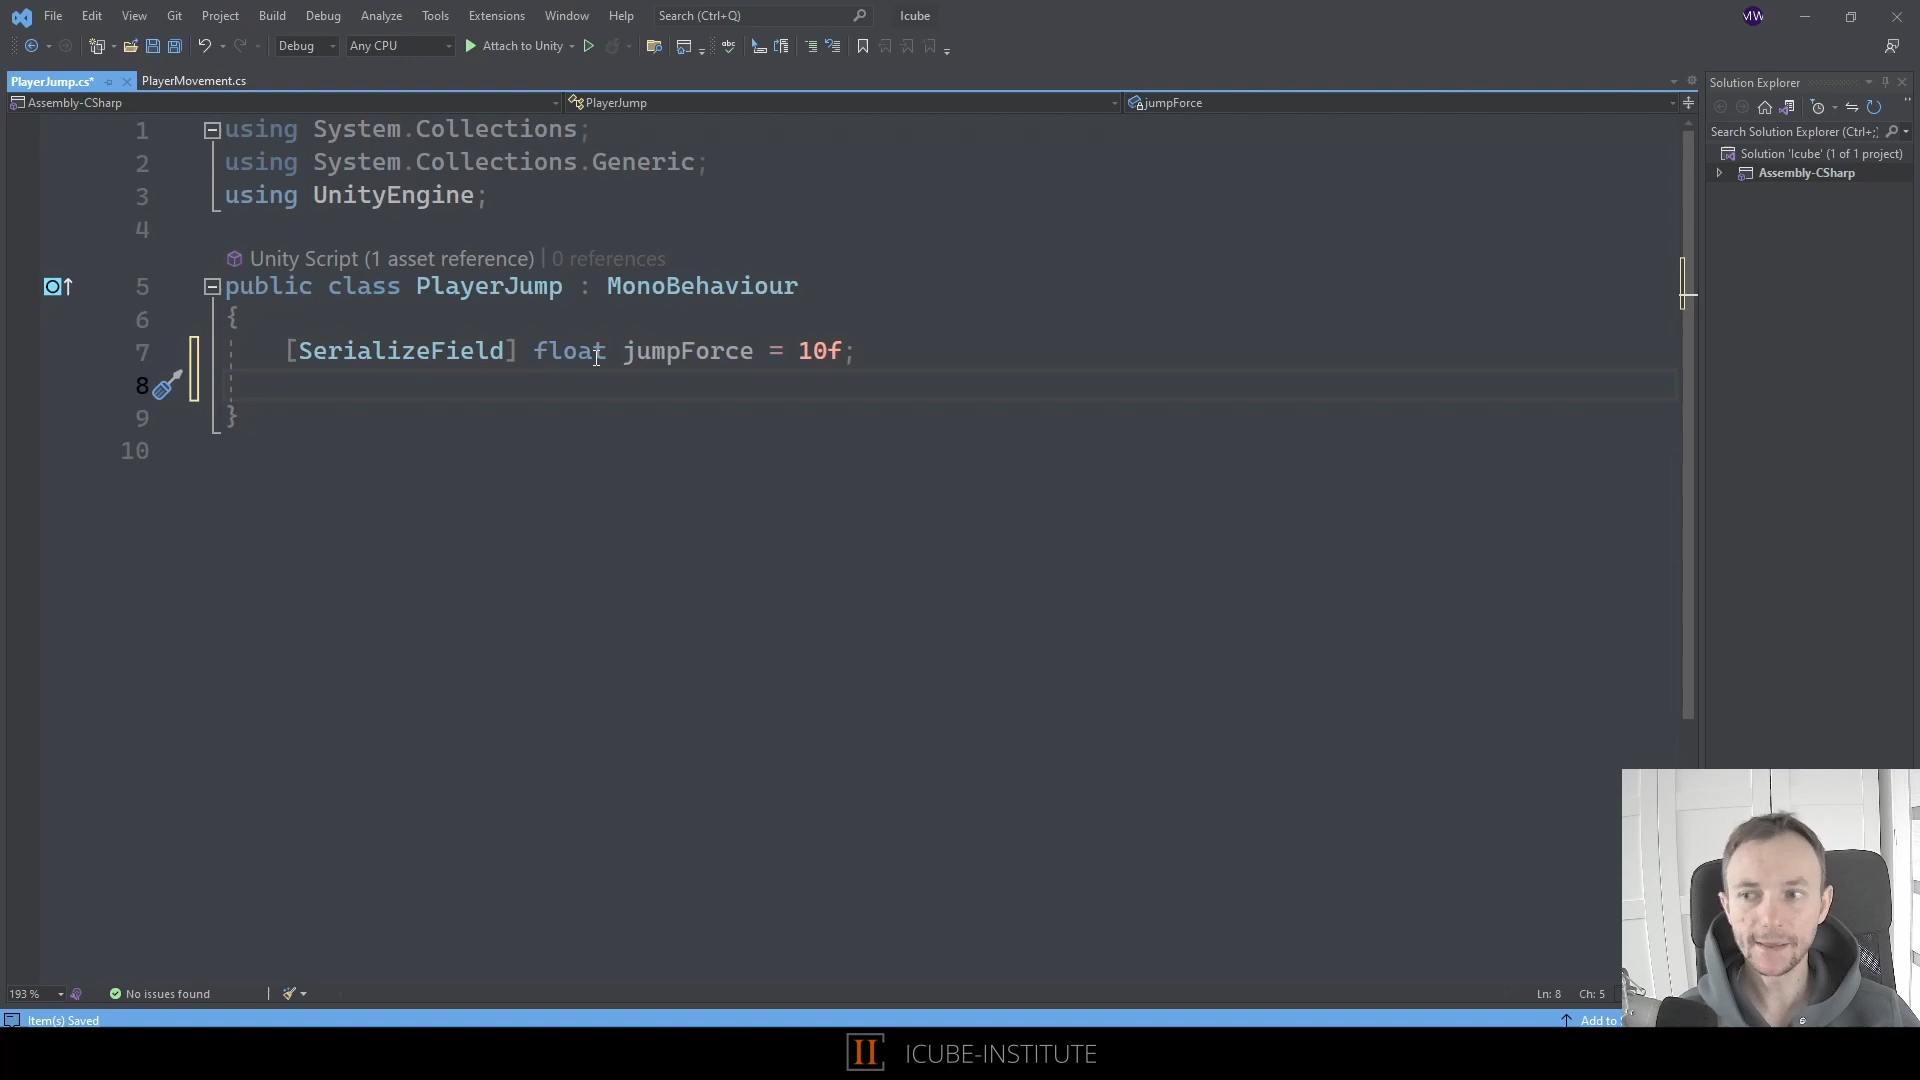 File Edit View Git Project Build Debug Analyze Tools Extensions Window Help Search (Ctrl+Q) Icube MW
Debug Any CPU Attach to Unity
PlayerJump.cs* PlayerMovement.cs
Assembly-CSharp PlayerJump jumpForce
1 using System.Collections;
2 using System.Collections.Generic;
3 using UnityEngine;
4
Unity Script (1 asset reference) | 0 references
5 public class PlayerJump : MonoBehaviour
6 {
7 [SerializeField] float jumpForce = 10f;
8
9 }
10
Solution Explorer
Search Solution Explorer (Ctrl+;)
Solution 'Icube' (1 of 1 project)
Assembly-CSharp
193 % No issues found Ln: 8 Ch: 5
Item(s) Saved Add to
II ICUBE-INSTITUTE